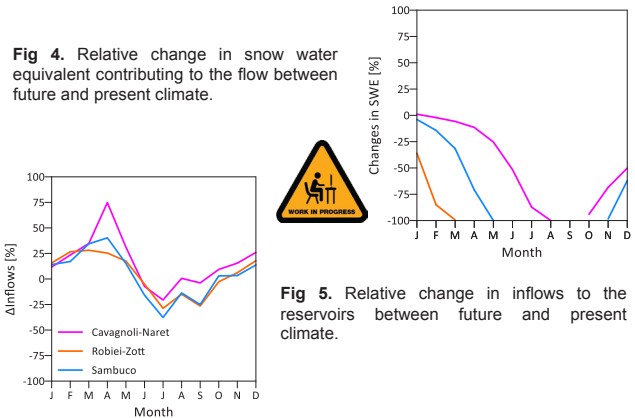 Fig 4. Relative change in snow water
equivalent contributing to the flow between
future and present climate.
100
75
50
25
0
-25
-50
-75
-100
Changes in SWE [%]
J F M A M J J A S O N D
Month
WORK IN PROGRESS
100
75
50
25
0
-25
-50
-75
-100
ΔInflows [%]
Cavagnoli-Naret
Robiei-Zott
Sambuco
J F M A M J J A S O N D
Month
Fig 5. Relative change in inflows to the
reservoirs between future and present
climate.